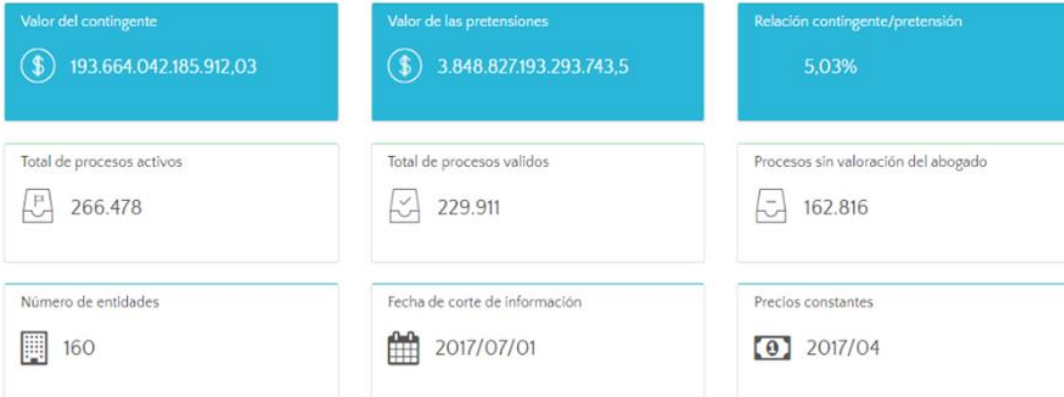 Valor del contingente
$ 193.664.042.185.912,03
Valor de las pretensiones
$ 3.848.827.193.293.743,5
Relación contingente/pretensión
5,03%
Total de procesos activos
266.478
Total de procesos validos
229.911
Procesos sin valoración del abogado
162.816
Número de entidades
160
Fecha de corte de información
2017/07/01
Precios constantes
1 2017/04